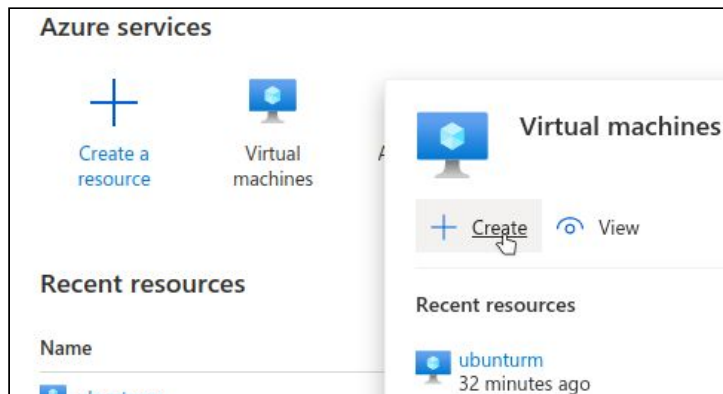 Azure services
Create a
resource
Virtual
machines
A
Virtual machines
Create
View
Recent resources
Name
Recent resources
ubunturm
32 minutes ago